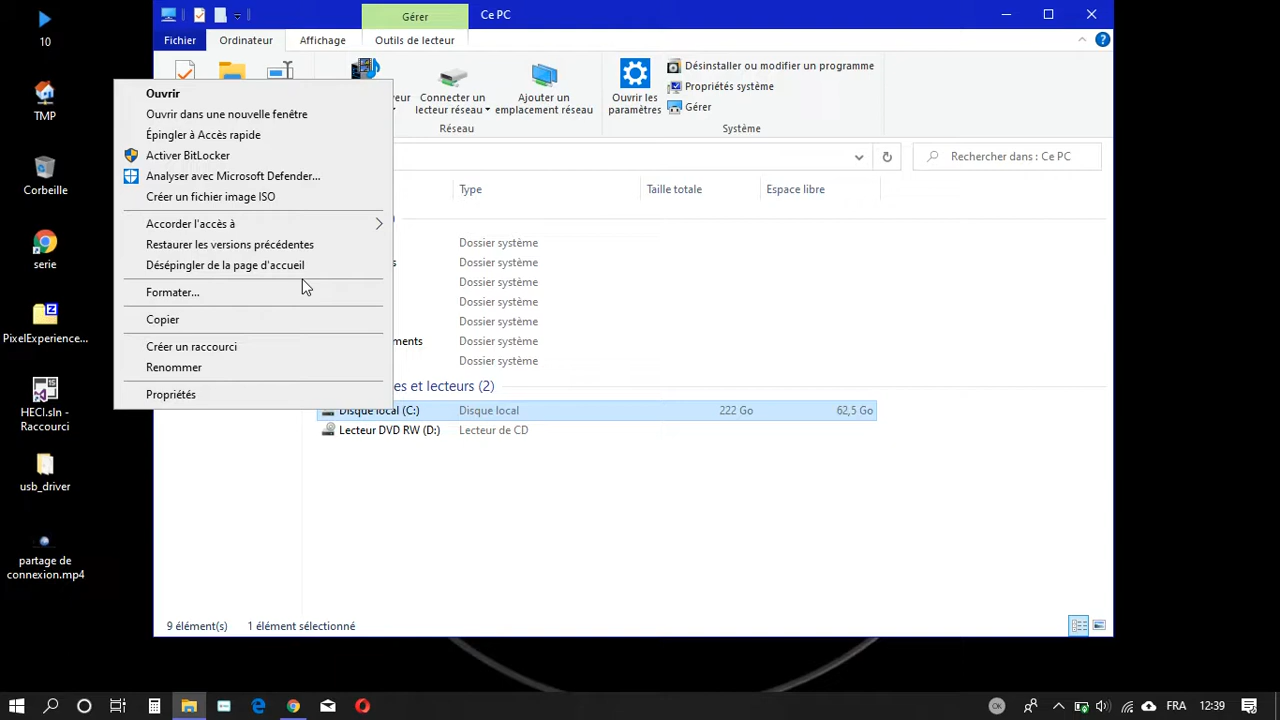 10
TMP
Corbeille
serie
PixelExperience...
HECI.sln -
Raccourci
usb_driver
partage de
connexion.mp4
Gérer
Ce PC
Fichier
Ordinateur
Affichage
Outils de lecteur
Connecter un
lecteur réseau
Ajouter un
emplacement réseau
Réseau
Ouvrir les
paramètres
Désinstaller ou modifier un programme
Propriétés système
Gérer
Système
Rechercher dans : Ce PC
Ouvrir
Ouvrir dans une nouvelle fenêtre
Épingler à Accès rapide
Activer BitLocker
Analyser avec Microsoft Defender...
Créer un fichier image ISO
Accorder l'accès à
Restaurer les versions précédentes
Désépingler de la page d'accueil
Formater...
Copier
Créer un raccourci
Renommer
Propriétés
Type
Taille totale
Espace libre
Dossier système
Dossier système
Dossier système
Dossier système
Dossier système
Dossier système
Dossier système
es et lecteurs (2)
Disque local (C:)
Disque local
222 Go
62,5 Go
Lecteur DVD RW (D:)
Lecteur de CD
9 élément(s)
1 élément sélectionné
OK
FRA
12:39